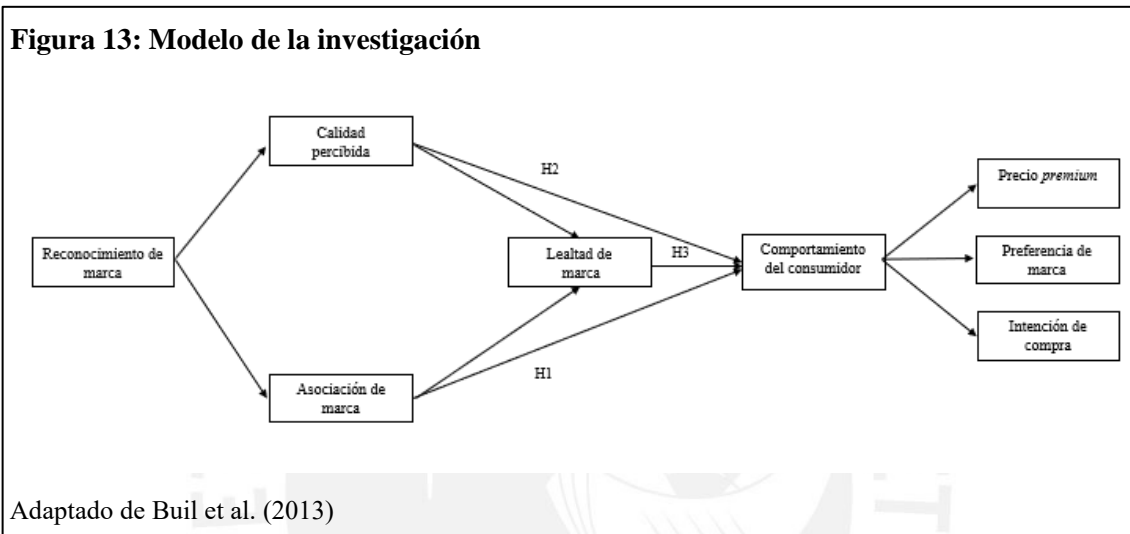 Figura 13: Modelo de la investigación
Calidad
percibida
H2
Precio premium
Reconocimiento de
marca
Lealtad de
marca
H3
Comportamiento
del consumidor
Preferencia de
marca
Intención de
compra
H1
Asociación de
marca
Adaptado de Buil et al. (2013)